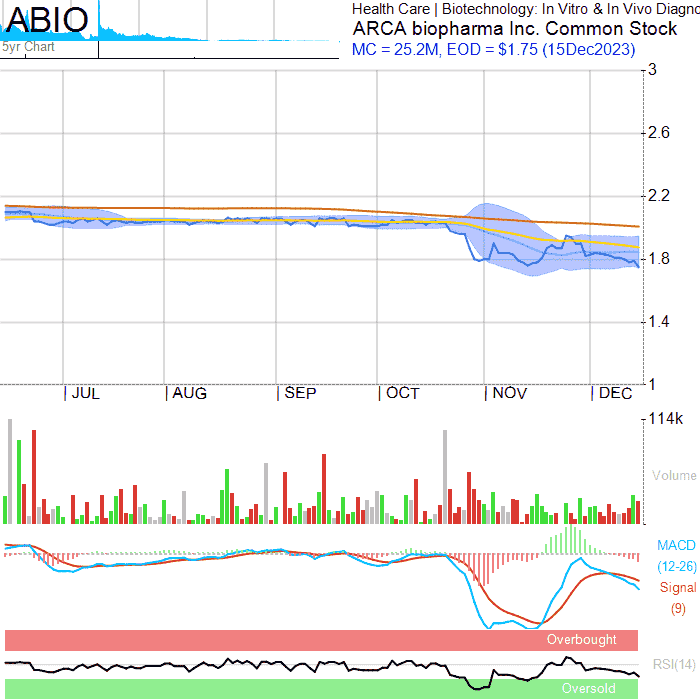 ABIO
5yr Chart
Health Care | Biotechnology: In Vitro & In Vivo Diagno
ARCA biopharma Inc. Common Stock
MC = 25.2M, EOD = $1.75 (15Dec2023)
3
2.6
2.2
1.8
1.4
1
JUL AUG SEP OCT NOV DEC
114k
Volume
MACD
(12-26)
Signal
(9)
Overbought
RSI(14)
Oversold